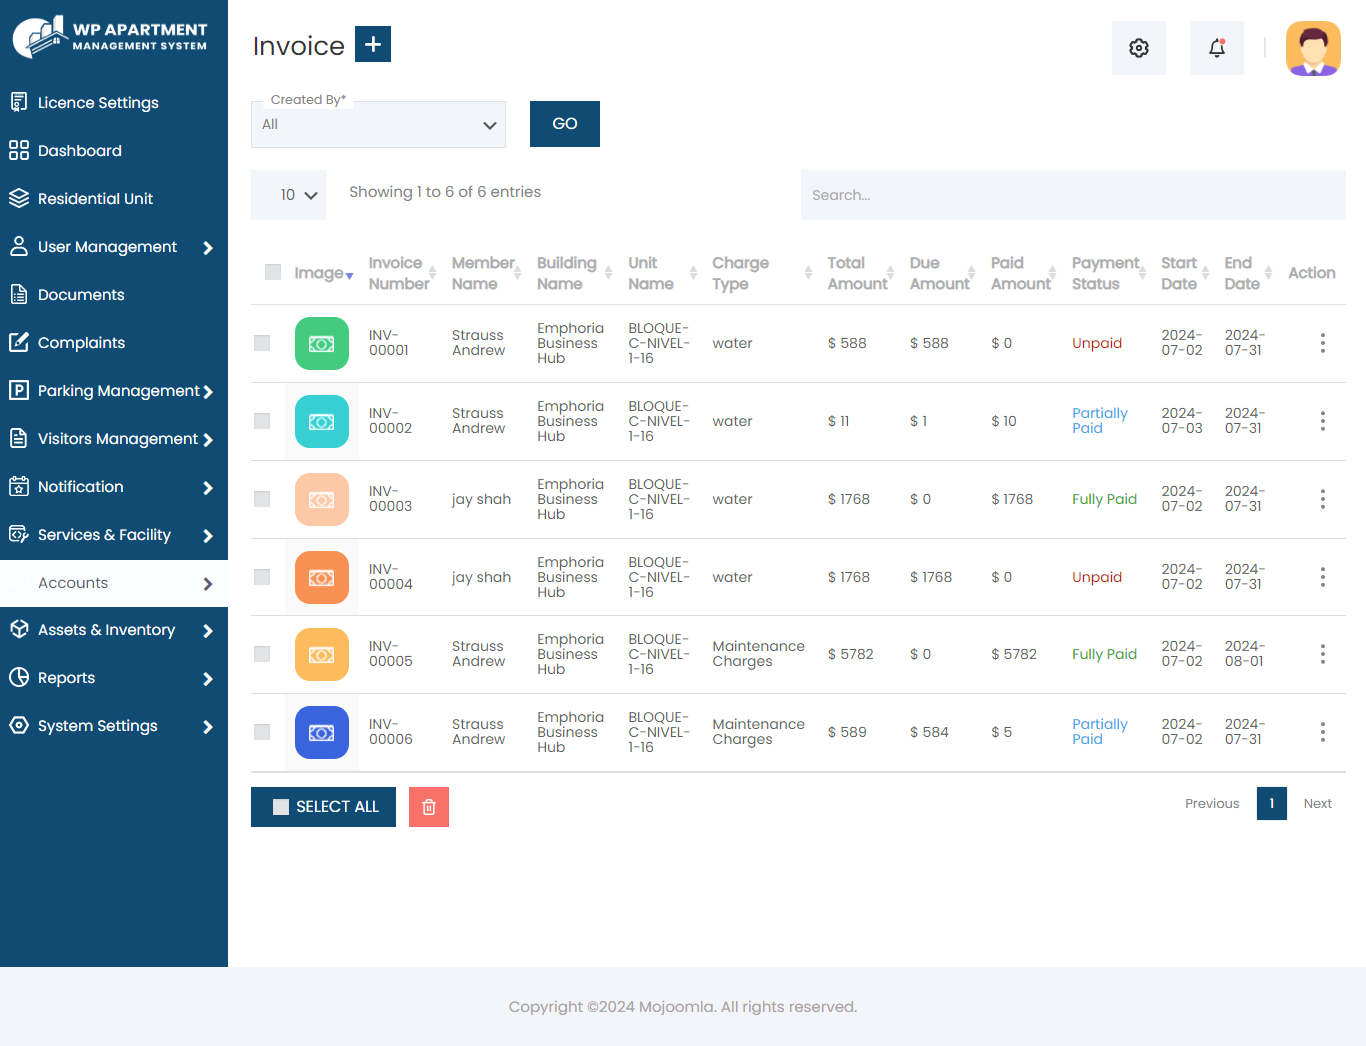 WP APARTMENT
MANAGEMENT SYSTEM
Licence Settings
Dashboard
Residential Unit
User Management
Documents
Complaints
Parking Management
Visitors Management
Notification
Services & Facility
Accounts
Assets & Inventory
Reports
System Settings
Invoice +
Created By*
All
GO
10
Showing 1 to 6 of 6 entries
Search...
Image Invoice Number Member Name Building Name Unit Name Charge Type Total Amount Due Amount Paid Amount Payment Status Start Date End Date Action
INV-00001 Strauss Andrew Emphoria Business Hub BLOQUE-C-NIVEL-1-16 water $ 588 $ 588 $ 0 Unpaid 2024-07-02 2024-07-31
INV-00002 Strauss Andrew Emphoria Business Hub BLOQUE-C-NIVEL-1-16 water $ 11 $ 1 $ 10 Partially Paid 2024-07-03 2024-07-31
INV-00003 jay shah Emphoria Business Hub BLOQUE-C-NIVEL-1-16 water $ 1768 $ 0 $ 1768 Fully Paid 2024-07-02 2024-07-31
INV-00004 jay shah Emphoria Business Hub BLOQUE-C-NIVEL-1-16 water $ 1768 $ 1768 $ 0 Unpaid 2024-07-02 2024-07-31
INV-00005 Strauss Andrew Emphoria Business Hub BLOQUE-C-NIVEL-1-16 Maintenance Charges $ 5782 $ 0 $ 5782 Fully Paid 2024-07-02 2024-08-01
INV-00006 Strauss Andrew Emphoria Business Hub BLOQUE-C-NIVEL-1-16 Maintenance Charges $ 589 $ 584 $ 5 Partially Paid 2024-07-02 2024-07-31
SELECT ALL
Previous 1 Next
Copyright ©2024 Mojoomla. All rights reserved.